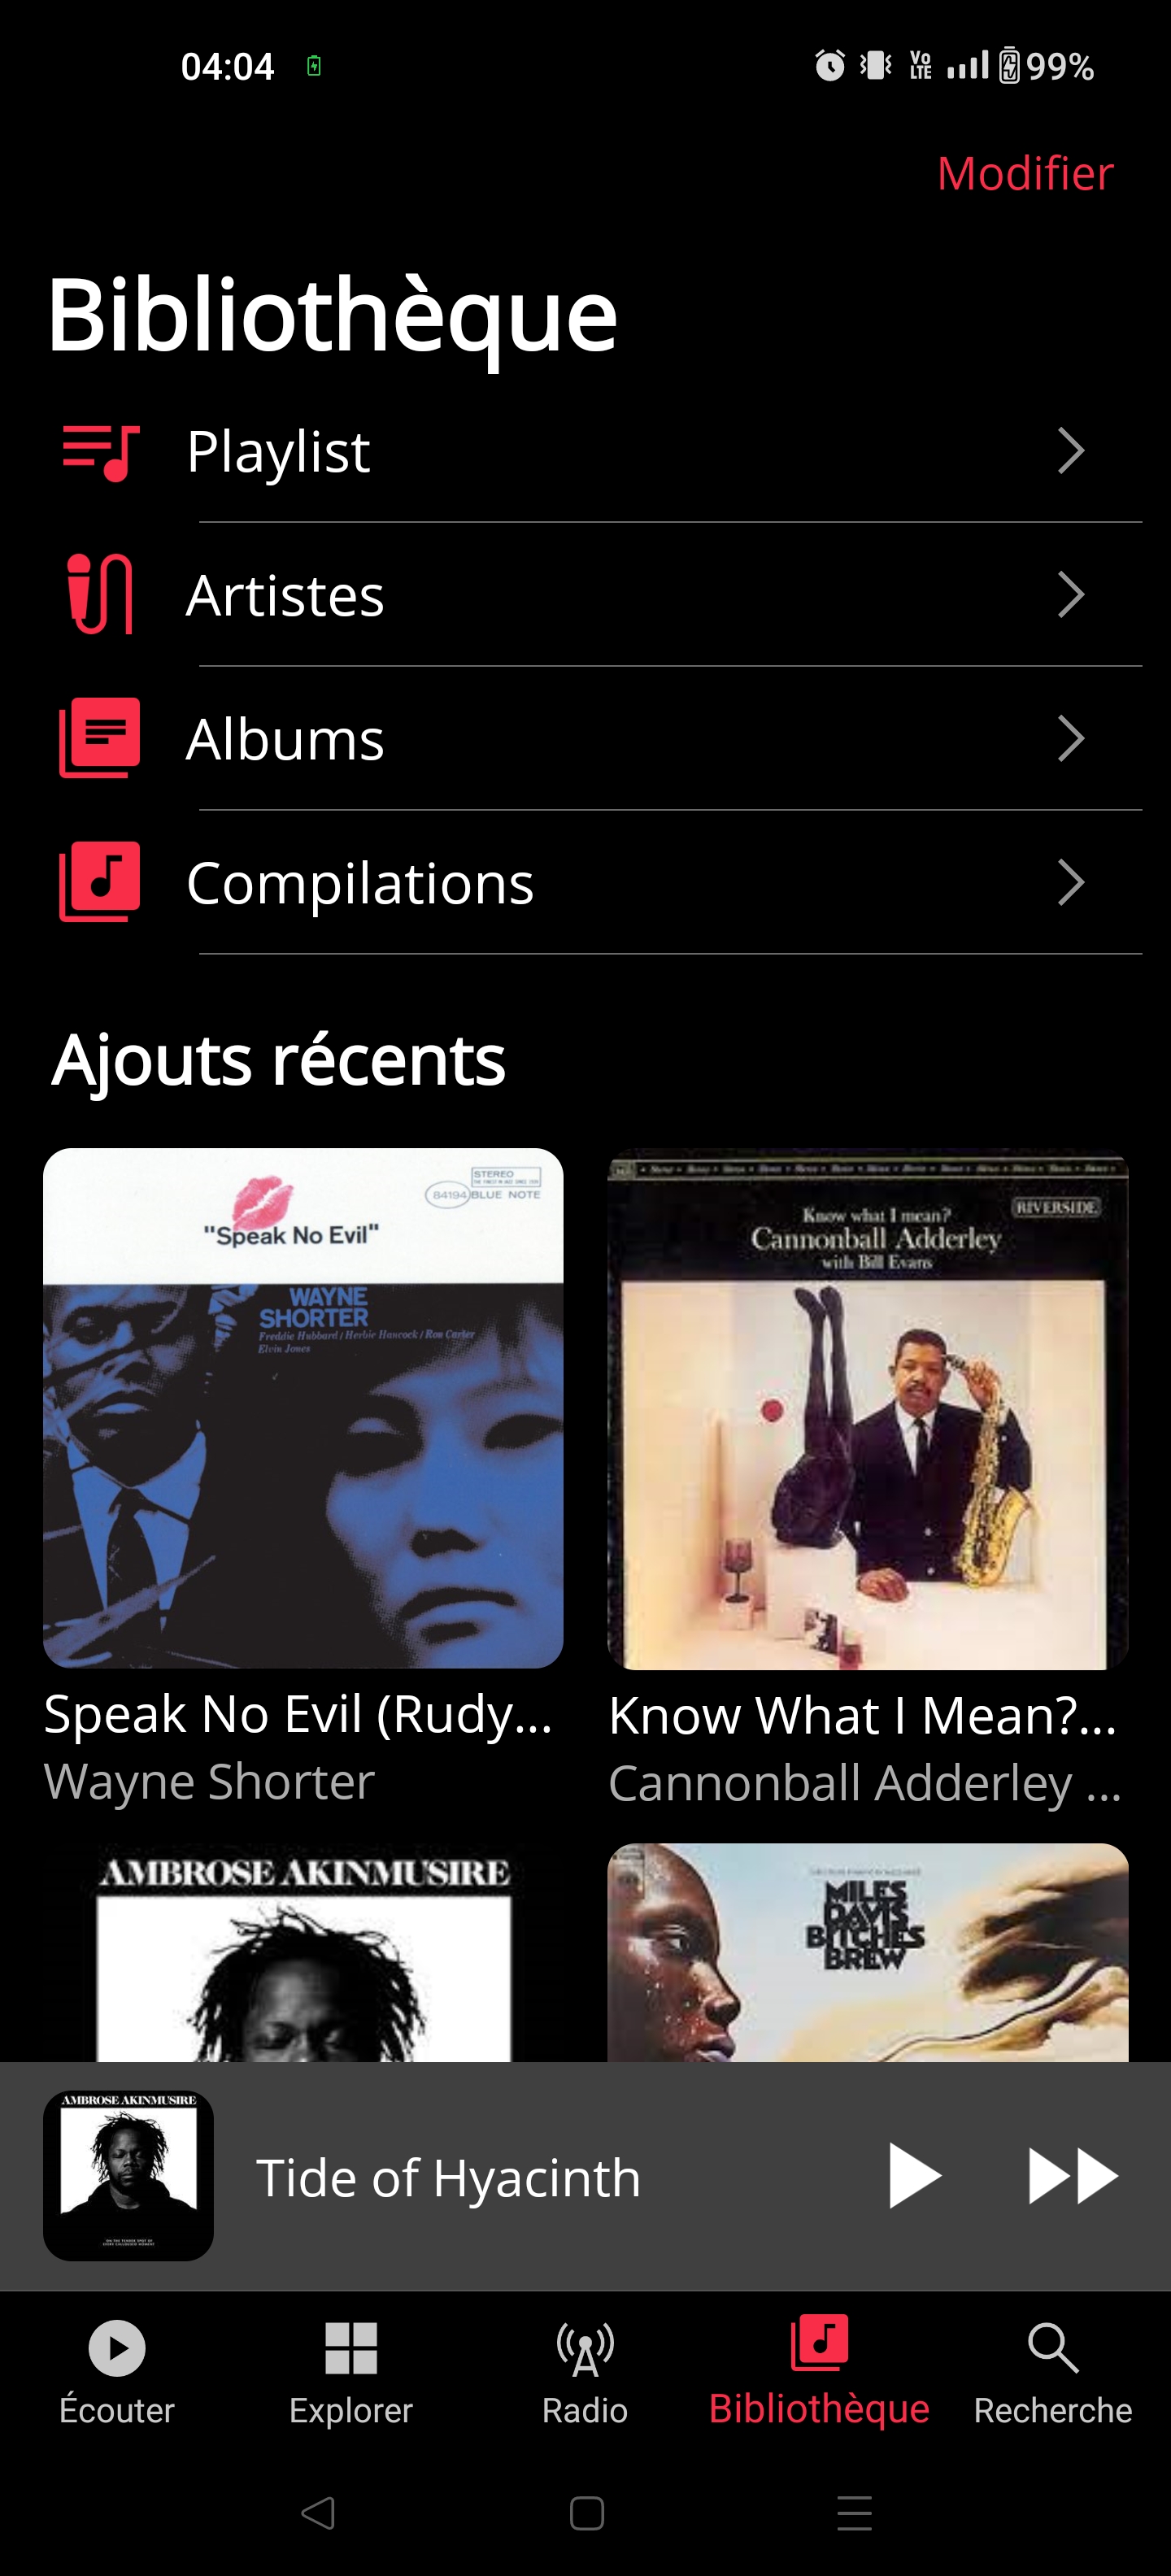 04:04
Vo
LTE
99%
Modifier
Bibliothèque
Playlist
Artistes
Albums
Compilations
Ajouts récents
STEREO
84194 BLUE NOTE
"Speak No Evil"
WAYNE
SHORTER
Freddie Hubbard / Herbie Hancock / Ron Carter
Elvin Jones
RIVERSIDE
Know what I mean?
Cannonball Adderley
with Bill Evans
Speak No Evil (Rudy...
Wayne Shorter
Know What I Mean?...
Cannonball Adderley ...
AMBROSE AKINMUSIRE
MILES
DAVIS
BITCHES
BREW
AMBROSE AKINMUSIRE
Tide of Hyacinth
Écouter
Explorer
Radio
Bibliothèque
Recherche